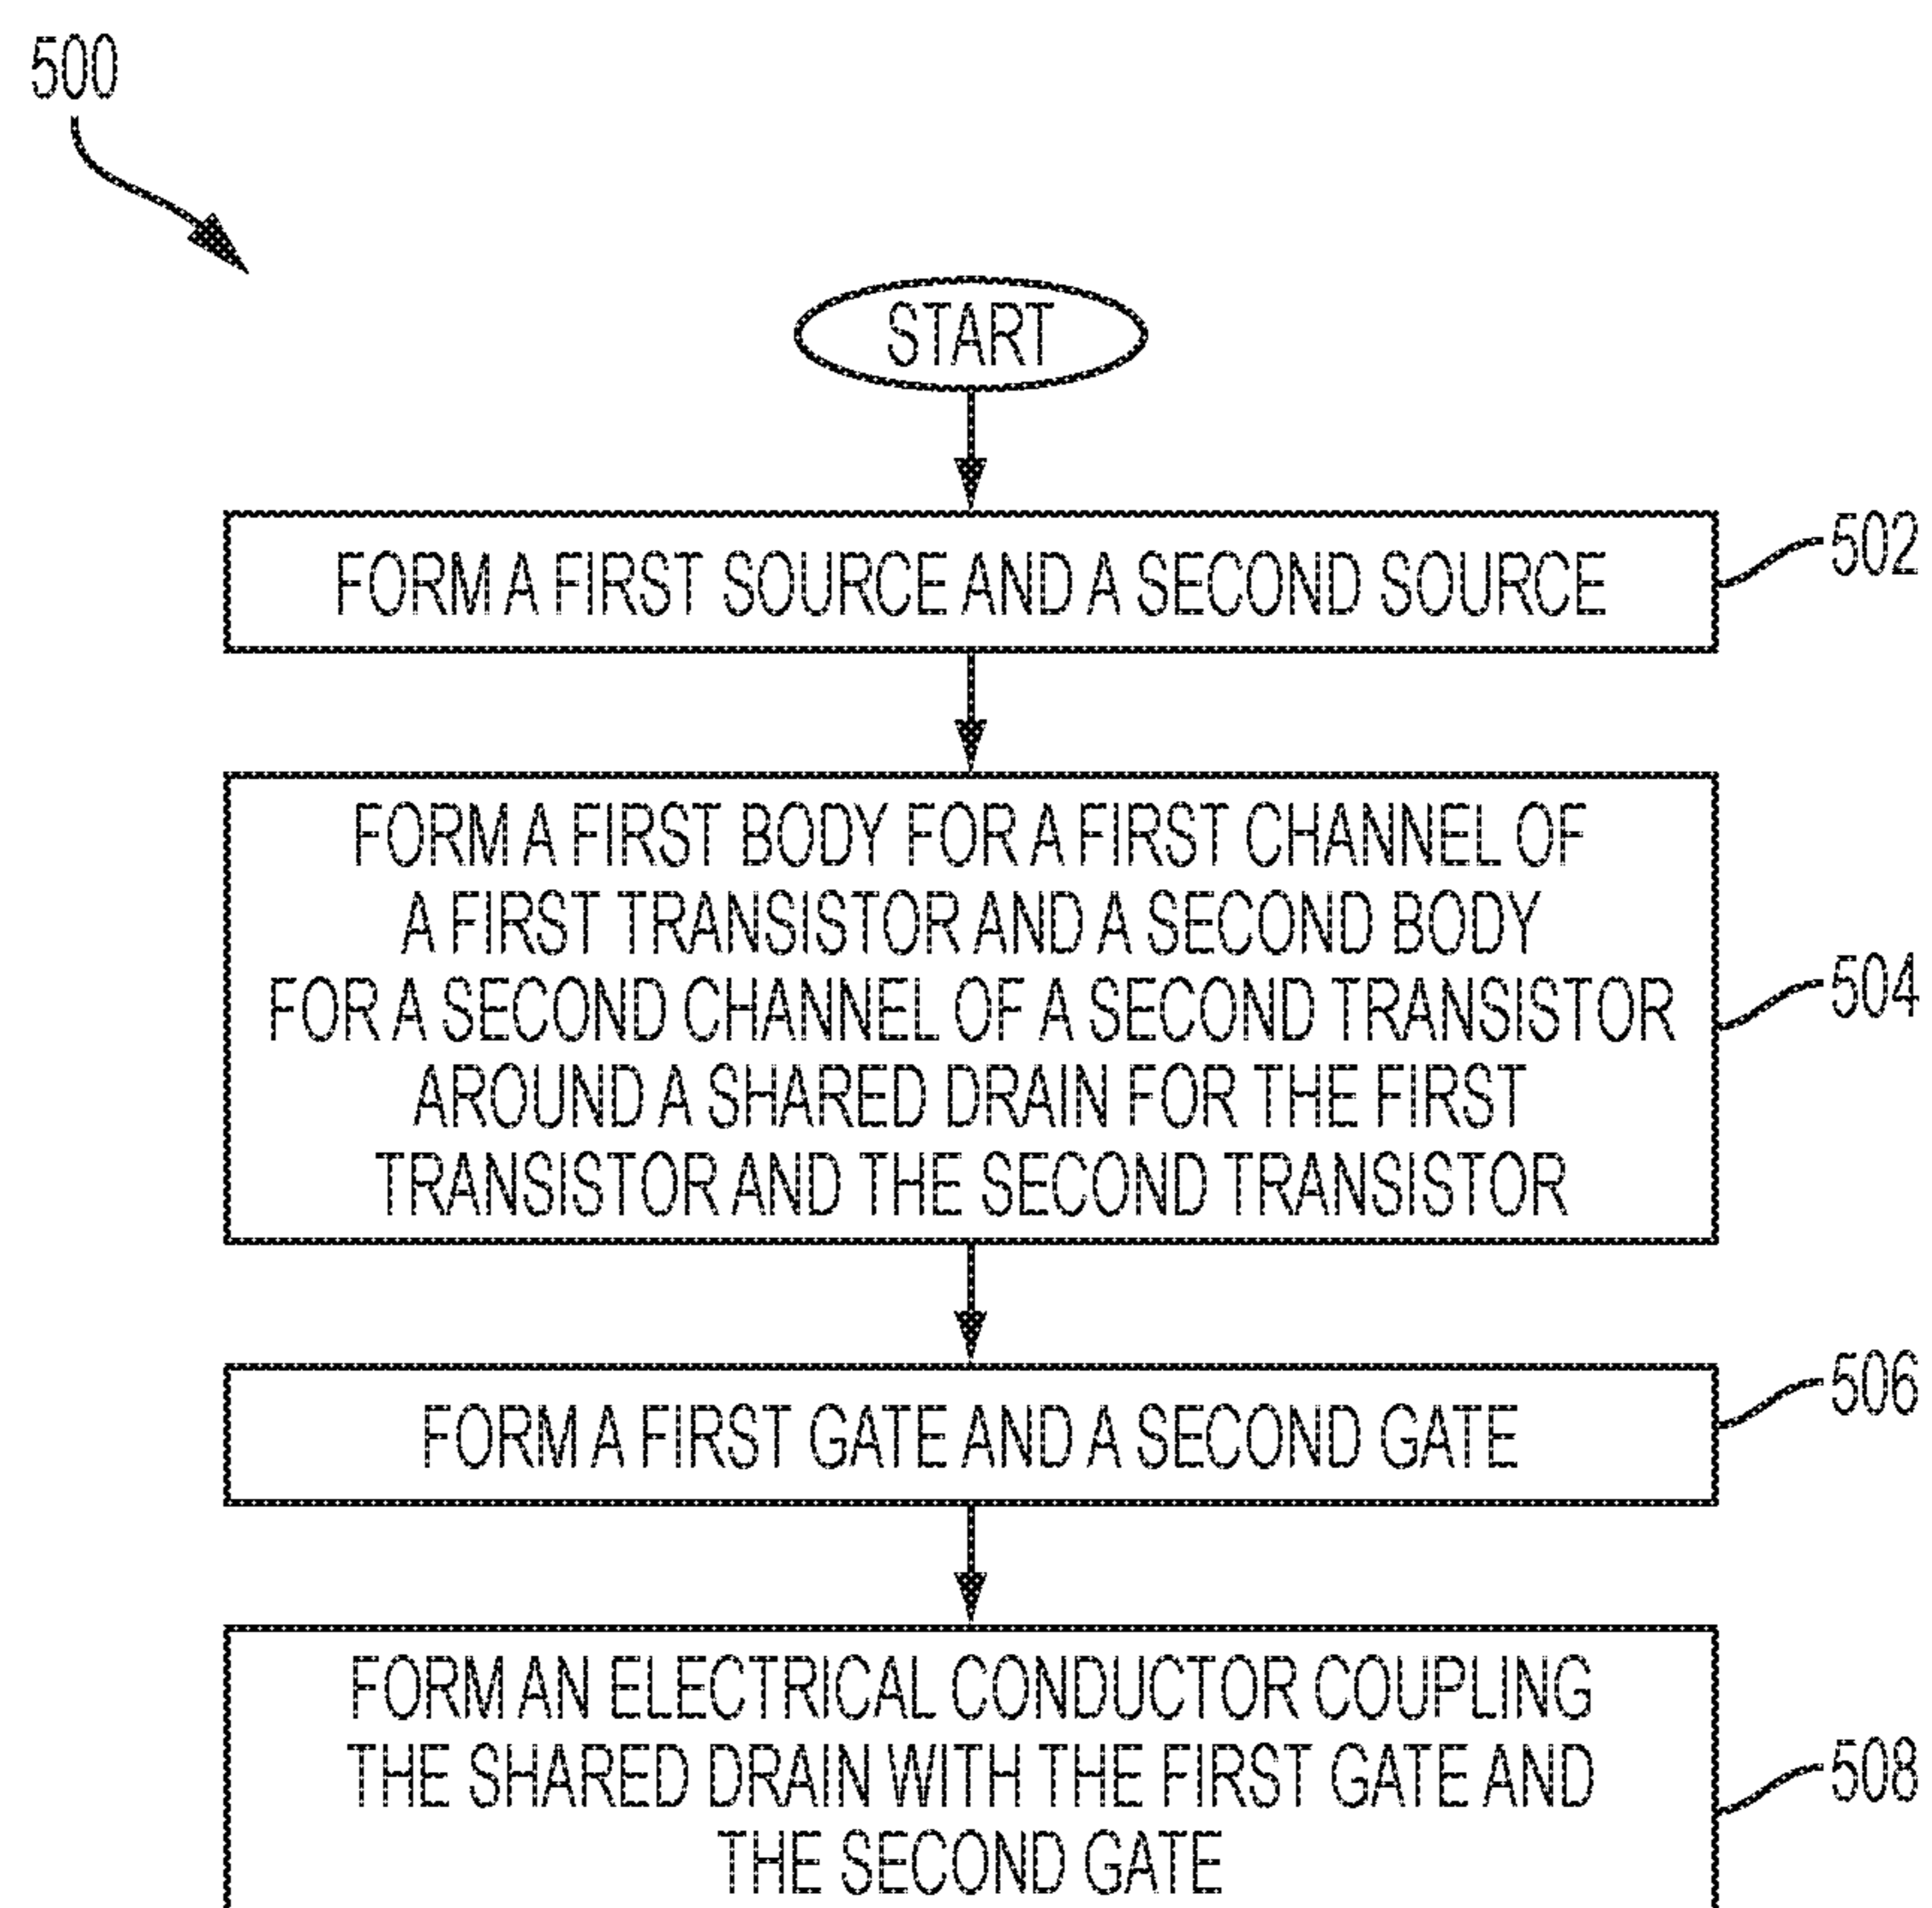 500
START
FORM A FIRST SOURCE AND A SECOND SOURCE
502
FORM A FIRST BODY FOR A FIRST CHANNEL OF
A FIRST TRANSISTOR AND A SECOND BODY
FOR A SECOND CHANNEL OF A SECOND TRANSISTOR
AROUND A SHARED DRAIN FOR THE FIRST
TRANSISTOR AND THE SECOND TRANSISTOR
504
FORM A FIRST GATE AND A SECOND GATE
506
FORM AN ELECTRICAL CONDUCTOR COUPLING
THE SHARED DRAIN WITH THE FIRST GATE AND
THE SECOND GATE
508